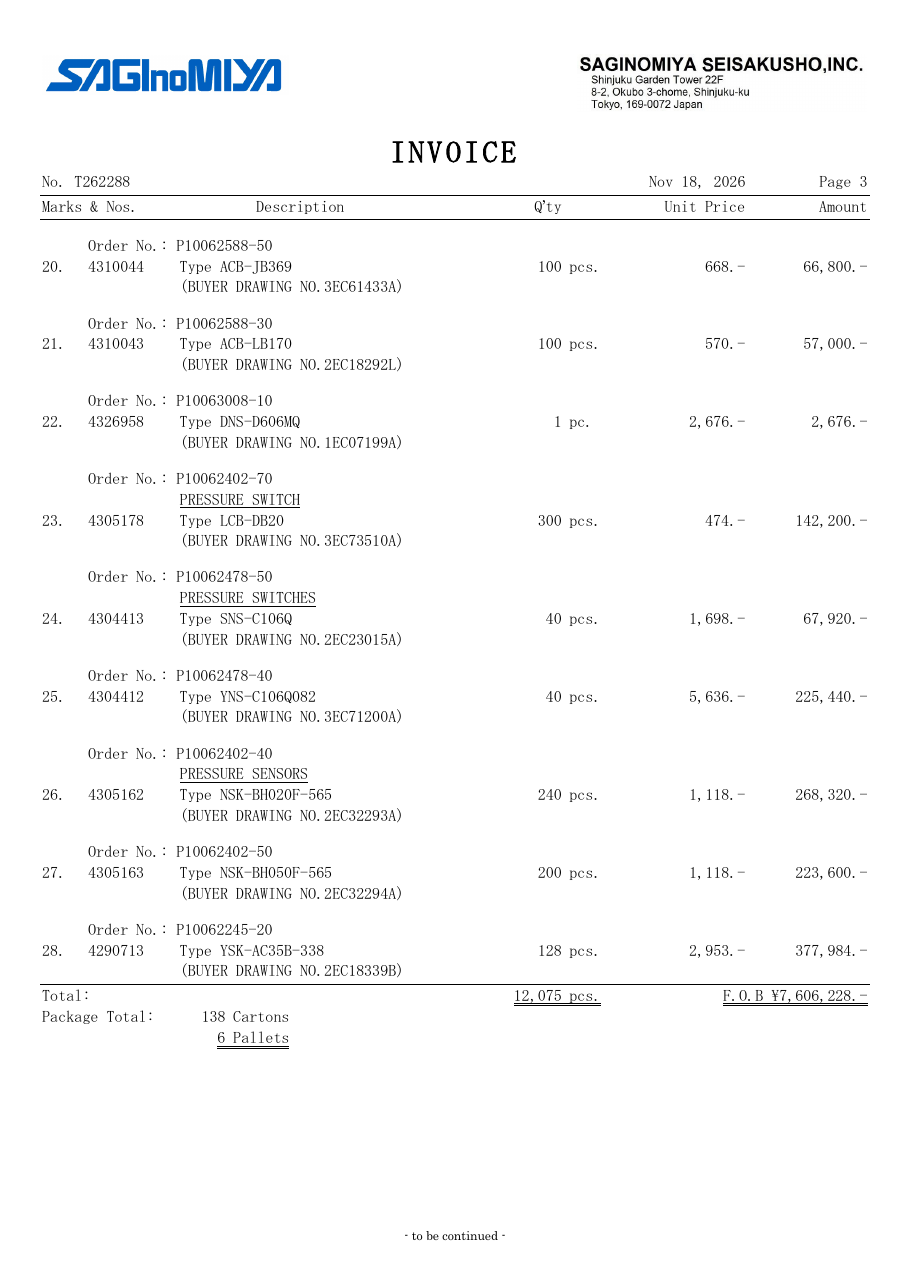 SAGInoMIYA
SAGINOMIYA SEISAKUSHO,INC.
Shinjuku Garden Tower 22F
8-2, Okubo 3-chome, Shinjuku-ku
Tokyo, 169-0072 Japan
INVOICE
No. T262288 Nov 18, 2026 Page 3
Marks & Nos. Description Q'ty Unit Price Amount
Order No.: P10062588-50
20. 4310044 Type ACB-JB369 100 pcs. 668.- 66,800.-
(BUYER DRAWING NO.3EC61433A)
Order No.: P10062588-30
21. 4310043 Type ACB-LB170 100 pcs. 570.- 57,000.-
(BUYER DRAWING NO.2EC18292L)
Order No.: P10063008-10
22. 4326958 Type DNS-D606MQ 1 pc. 2,676.- 2,676.-
(BUYER DRAWING NO.1EC07199A)
Order No.: P10062402-70
PRESSURE SWITCH
23. 4305178 Type LCB-DB20 300 pcs. 474.- 142,200.-
(BUYER DRAWING NO.3EC73510A)
Order No.: P10062478-50
PRESSURE SWITCHES
24. 4304413 Type SNS-C106Q 40 pcs. 1,698.- 67,920.-
(BUYER DRAWING NO.2EC23015A)
Order No.: P10062478-40
25. 4304412 Type YNS-C106Q082 40 pcs. 5,636.- 225,440.-
(BUYER DRAWING NO.3EC71200A)
Order No.: P10062402-40
PRESSURE SENSORS
26. 4305162 Type NSK-BH020F-565 240 pcs. 1,118.- 268,320.-
(BUYER DRAWING NO.2EC32293A)
Order No.: P10062402-50
27. 4305163 Type NSK-BH050F-565 200 pcs. 1,118.- 223,600.-
(BUYER DRAWING NO.2EC32294A)
Order No.: P10062245-20
28. 4290713 Type YSK-AC35B-338 128 pcs. 2,953.- 377,984.-
(BUYER DRAWING NO.2EC18339B)
Total: 12,075 pcs. F.O.B ¥7,606,228.-
Package Total: 138 Cartons
6 Pallets
- to be continued -